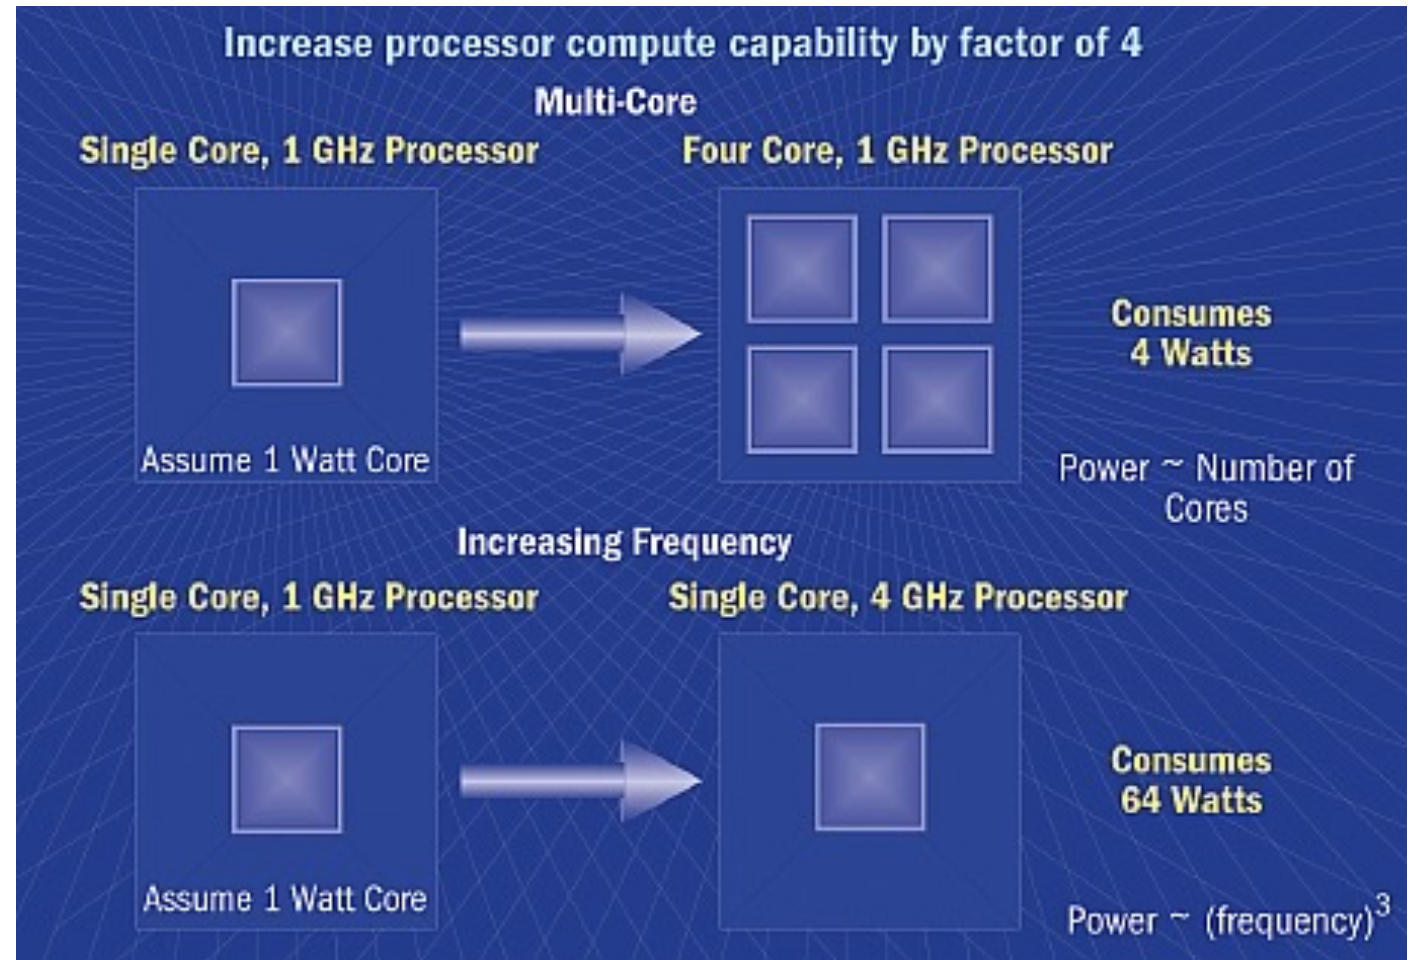 Increase processor compute capability by factor of 4
Multi-Core
Single Core, 1 GHz Processor
Four Core, 1 GHz Processor
Assume 1 Watt Core
Consumes
4 Watts
Power ~ Number of
Cores
Increasing Frequency
Single Core, 1 GHz Processor
Single Core, 4 GHz Processor
Assume 1 Watt Core
Consumes
64 Watts
Power ~ (frequency)³